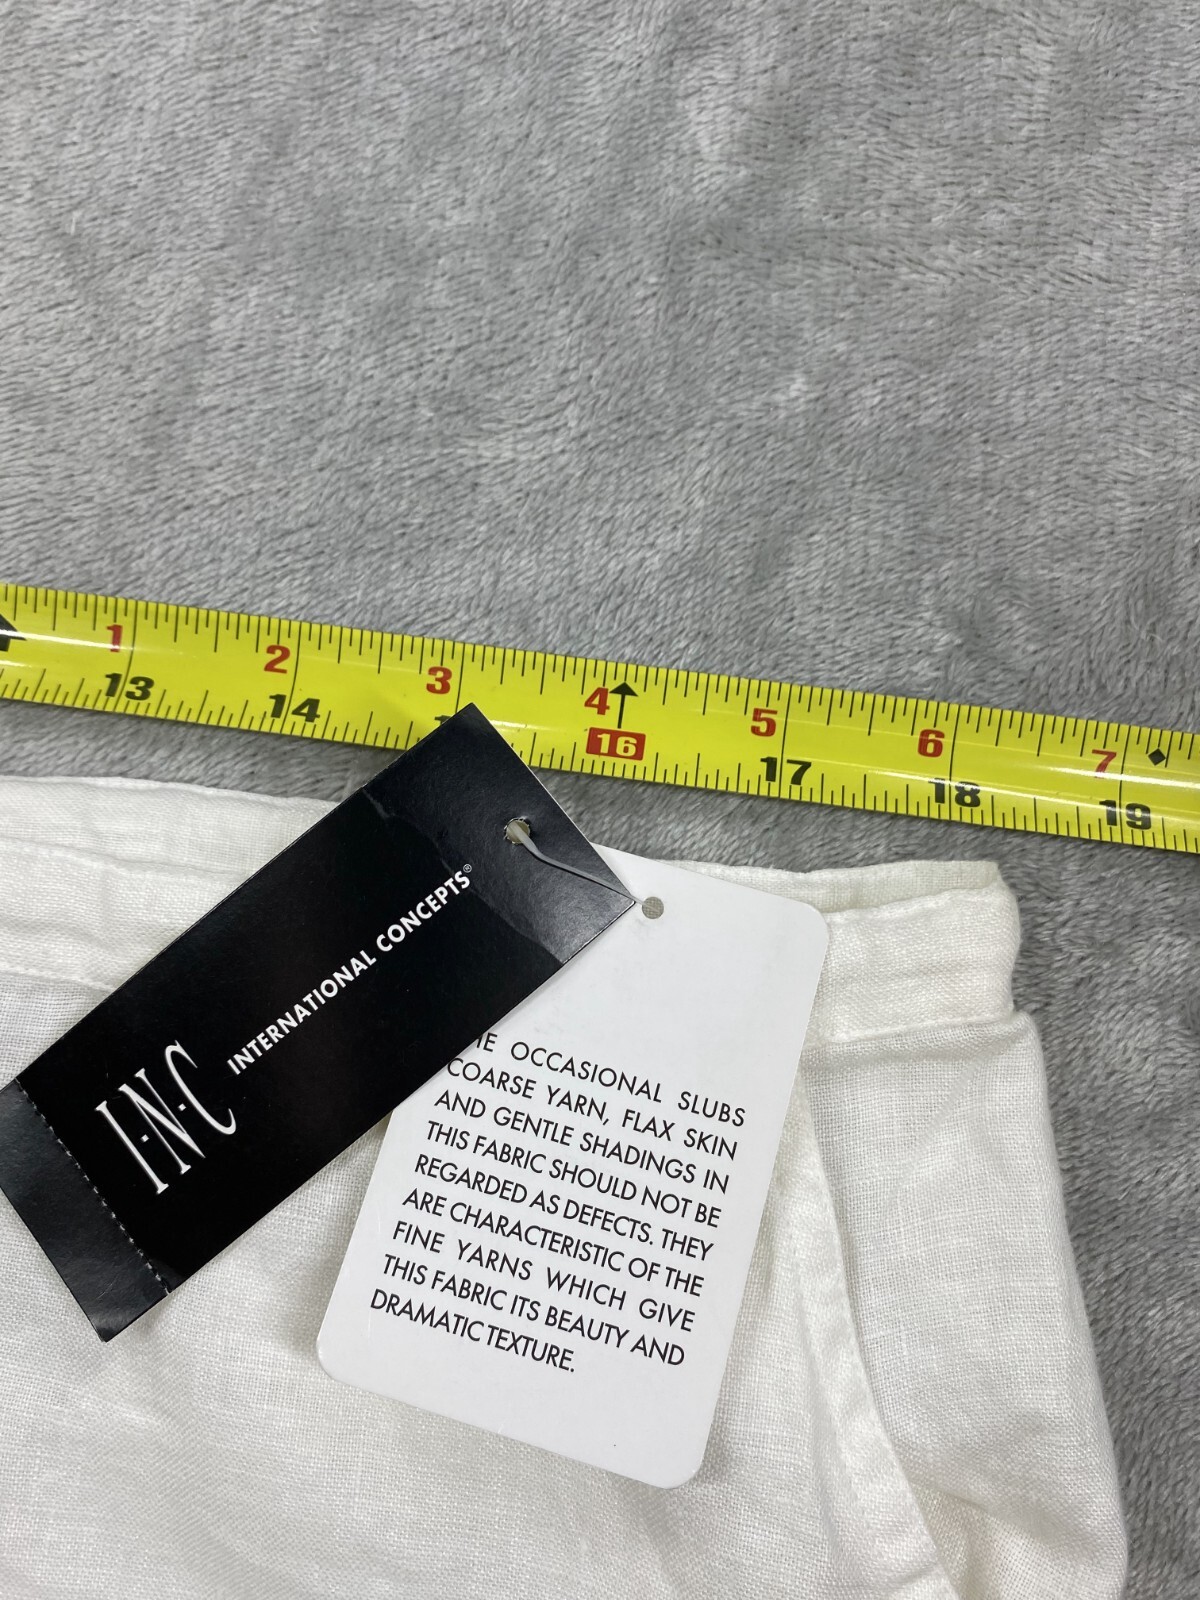 1 2 3 4 5 6 7
13 14 16 17 18 19
I·N·C INTERNATIONAL CONCEPTS®
OCCASIONAL SLUBS
COARSE YARN, FLAX SKIN
AND GENTLE SHADINGS IN
THIS FABRIC SHOULD NOT BE
REGARDED AS DEFECTS. THEY
ARE CHARACTERISTIC OF THE
FINE YARNS WHICH GIVE
THIS FABRIC ITS BEAUTY AND
DRAMATIC TEXTURE.